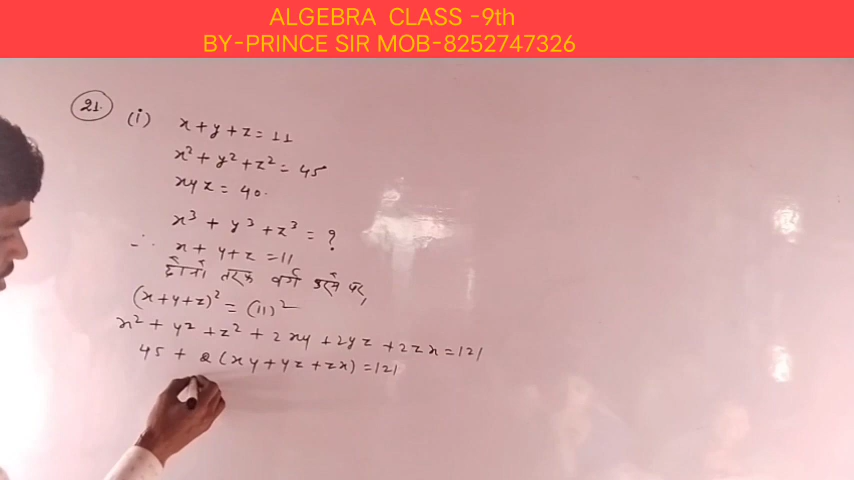 ALGEBRA CLASS -9th
BY-PRINCE SIR MOB-8252747326
21.
(i) x + y + z = 11
x² + y² + z² = 45
xyz = 40.
x³ + y³ + z³ = ?
∴ x + y + z = 11
दोनों तरफ वर्ग करने पर,
(x + y + z)² = (11)²
x² + y² + z² + 2xy + 2yz + 2zx = 121
45 + 2(xy + yz + zx) = 121